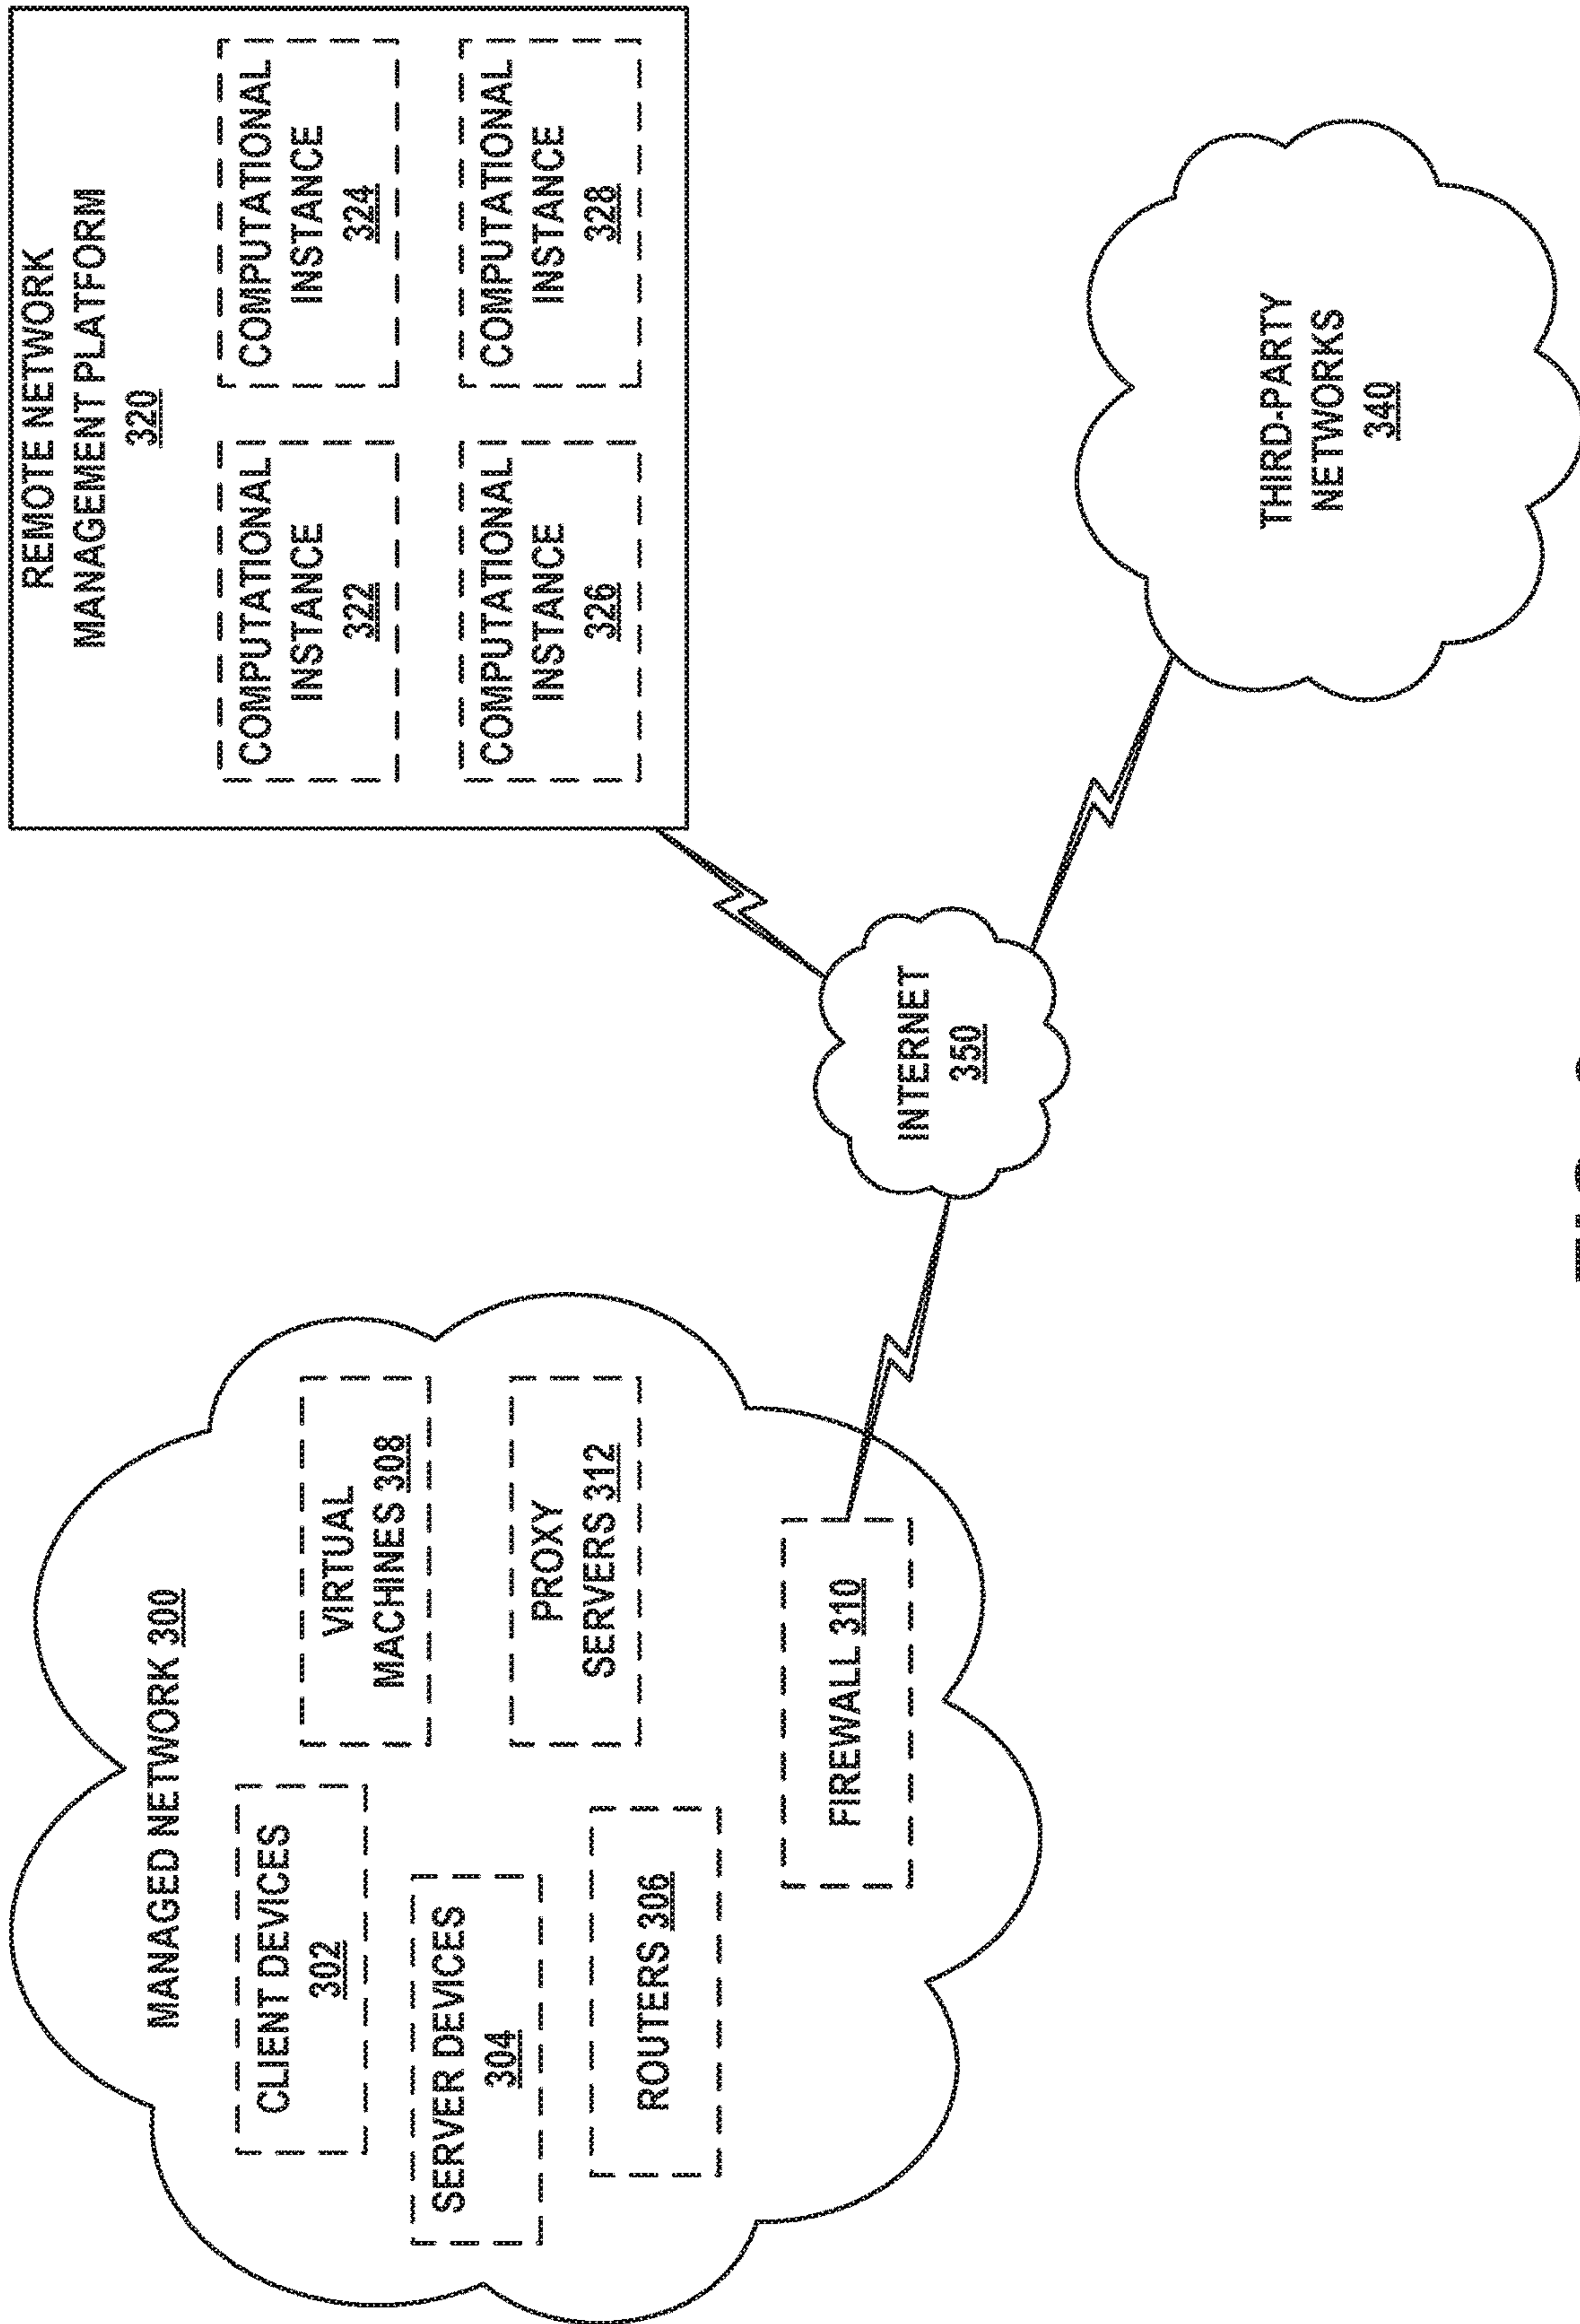 MANAGED NETWORK 300
CLIENT DEVICES
302
SERVER DEVICES
304
ROUTERS 306
VIRTUAL
MACHINES 308
PROXY
SERVERS 312
FIREWALL 310
INTERNET
350
REMOTE NETWORK
MANAGEMENT PLATFORM
320
COMPUTATIONAL
INSTANCE
322
COMPUTATIONAL
INSTANCE
324
COMPUTATIONAL
INSTANCE
326
COMPUTATIONAL
INSTANCE
328
THIRD-PARTY
NETWORKS
340